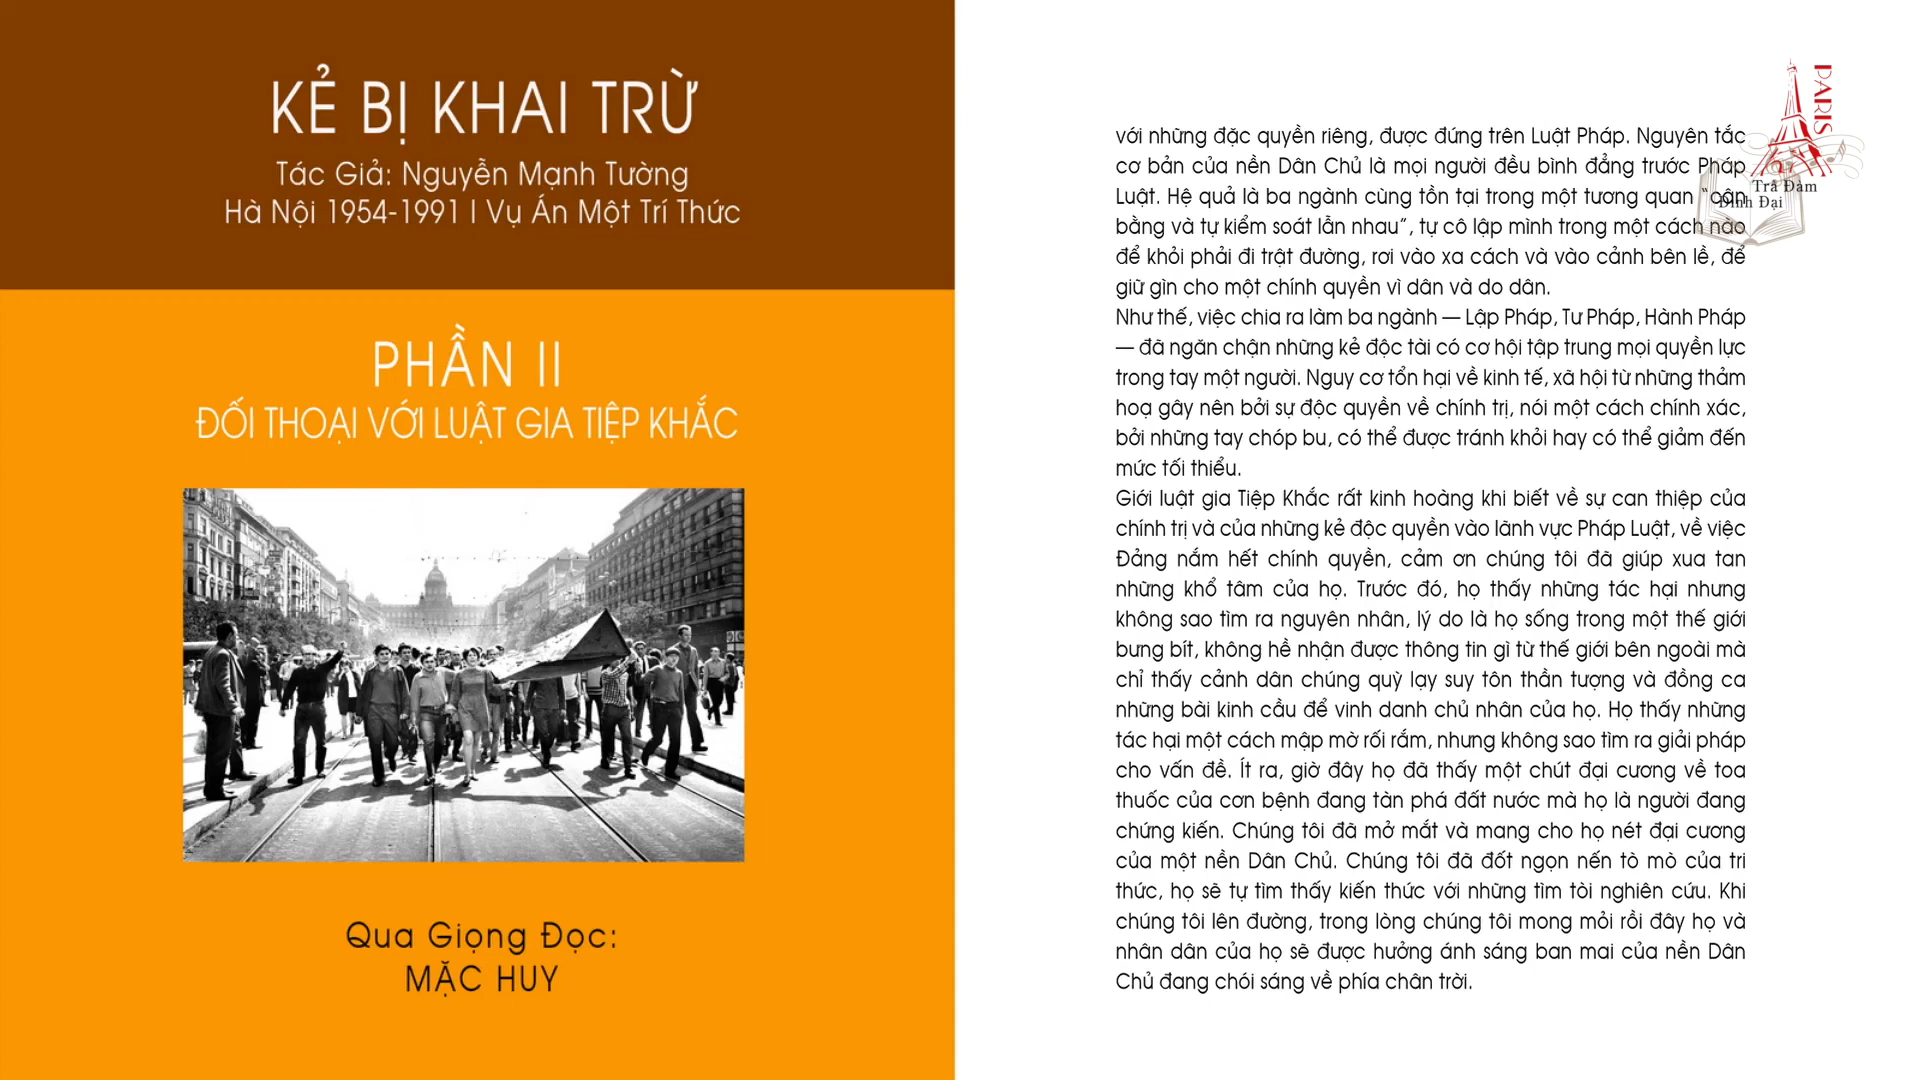 KẺ BỊ KHAI TRỪ
Tác Giả: Nguyễn Mạnh Tường
Hà Nội 1954-1991 I Vụ Án Một Trí Thức
PHẦN II
ĐỐI THOẠI VỚI LUẬT GIA TIỆP KHẮC
Qua Giọng Đọc:
MẶC HUY
PARIS
Trà Đàm
Đinh Đại
với những đặc quyền riêng, được đứng trên Luật Pháp. Nguyên tắc
cơ bản của nền Dân Chủ là mọi người đều bình đẳng trước Pháp
Luật. Hệ quả là ba ngành cùng tồn tại trong một tương quan “cân
bằng và tự kiểm soát lẫn nhau”, tự cô lập mình trong một cách nào
để khỏi phải đi trật đường, rơi vào xa cách và vào cảnh bên lề, để
giữ gìn cho một chính quyền vì dân và do dân.
Như thế, việc chia ra làm ba ngành — Lập Pháp, Tư Pháp, Hành Pháp
— đã ngăn chận những kẻ độc tài có cơ hội tập trung mọi quyền lực
trong tay một người. Nguy cơ tổn hại về kinh tế, xã hội từ những thảm
hoạ gây nên bởi sự độc quyền về chính trị, nói một cách chính xác,
bởi những tay chóp bu, có thể được tránh khỏi hay có thể giảm đến
mức tối thiểu.
Giới luật gia Tiệp Khắc rất kinh hoàng khi biết về sự can thiệp của
chính trị và của những kẻ độc quyền vào lãnh vực Pháp Luật, về việc
Đảng nắm hết chính quyền, cảm ơn chúng tôi đã giúp xua tan
những khổ tâm của họ. Trước đó, họ thấy những tác hại nhưng
không sao tìm ra nguyên nhân, lý do là họ sống trong một thế giới
bưng bít, không hề nhận được thông tin gì từ thế giới bên ngoài mà
chỉ thấy cảnh dân chúng quỳ lạy suy tôn thần tượng và đồng ca
những bài kinh cầu để vinh danh chủ nhân của họ. Họ thấy những
tác hại một cách mập mờ rối rắm, nhưng không sao tìm ra giải pháp
cho vấn đề. Ít ra, giờ đây họ đã thấy một chút đại cương về toa
thuốc của cơn bệnh đang tàn phá đất nước mà họ là người đang
chứng kiến. Chúng tôi đã mở mắt và mang cho họ nét đại cương
của một nền Dân Chủ. Chúng tôi đã đốt ngọn nến tò mò của tri
thức, họ sẽ tự tìm thấy kiến thức với những tìm tòi nghiên cứu. Khi
chúng tôi lên đường, trong lòng chúng tôi mong mỏi rồi đây họ và
nhân dân của họ sẽ được hưởng ánh sáng ban mai của nền Dân
Chủ đang chói sáng về phía chân trời.